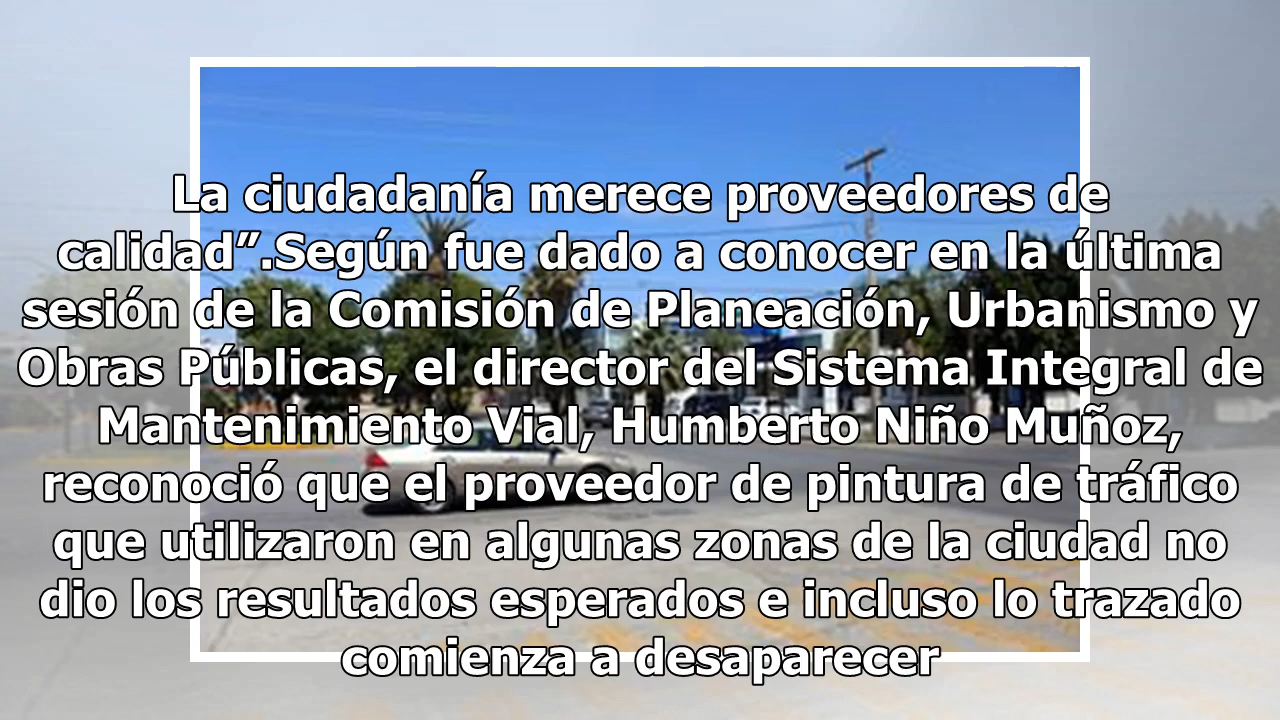 La ciudadanía merece proveedores de
calidad”.Según fue dado a conocer en la última
sesión de la Comisión de Planeación, Urbanismo y
Obras Públicas, el director del Sistema Integral de
Mantenimiento Vial, Humberto Niño Muñoz,
reconoció que el proveedor de pintura de tráfico
que utilizaron en algunas zonas de la ciudad no
dio los resultados esperados e incluso lo trazado
comienza a desaparecer